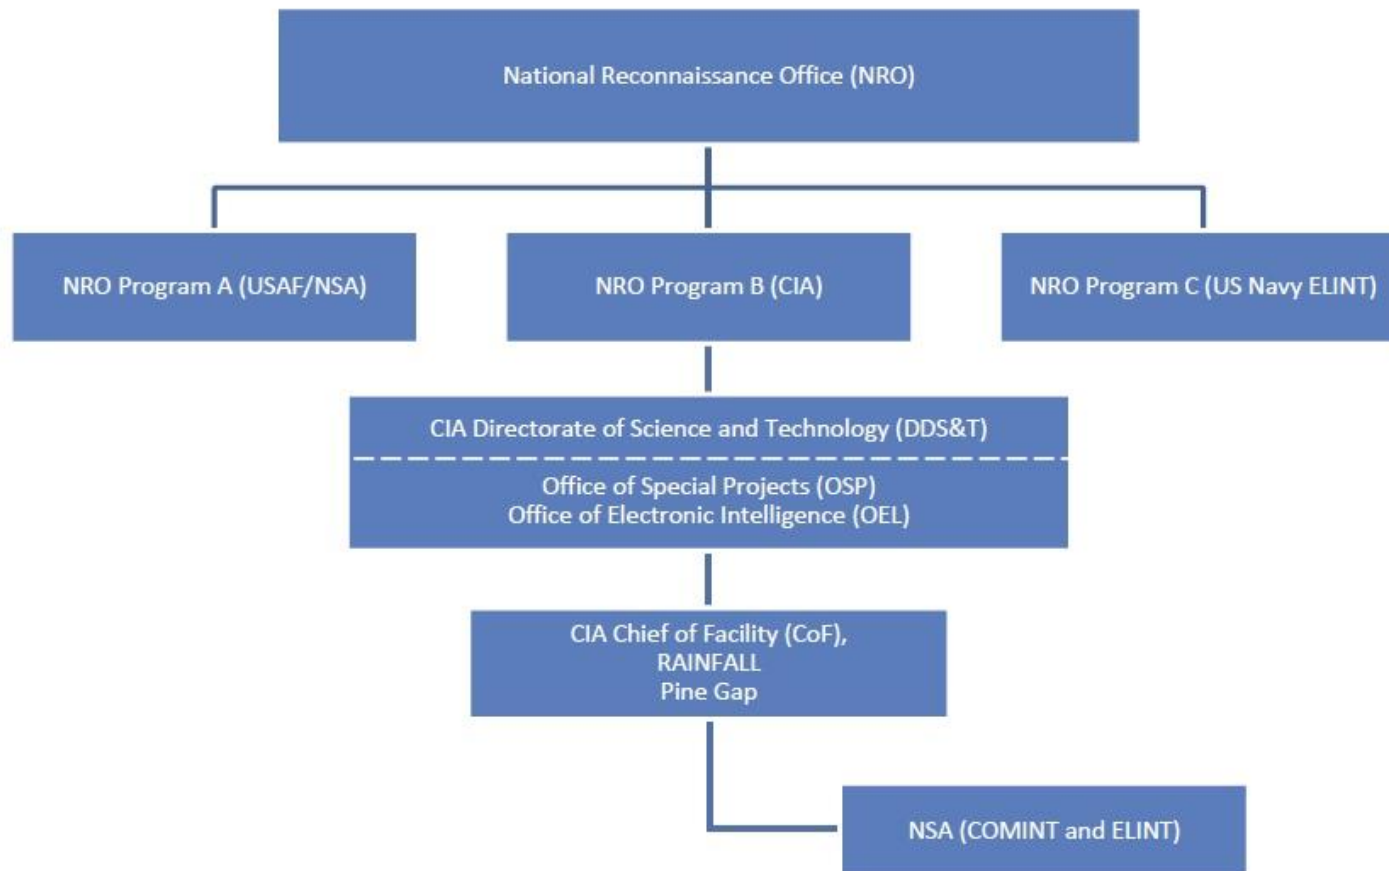 National Reconnaissance Office (NRO)
NRO Program A (USAF/NSA)
NRO Program B (CIA)
NRO Program C (US Navy ELINT)
CIA Directorate of Science and Technology (DDS&T)
Office of Special Projects (OSP)
Office of Electronic Intelligence (OEL)
CIA Chief of Facility (CoF),
RAINFALL
Pine Gap
NSA (COMINT and ELINT)